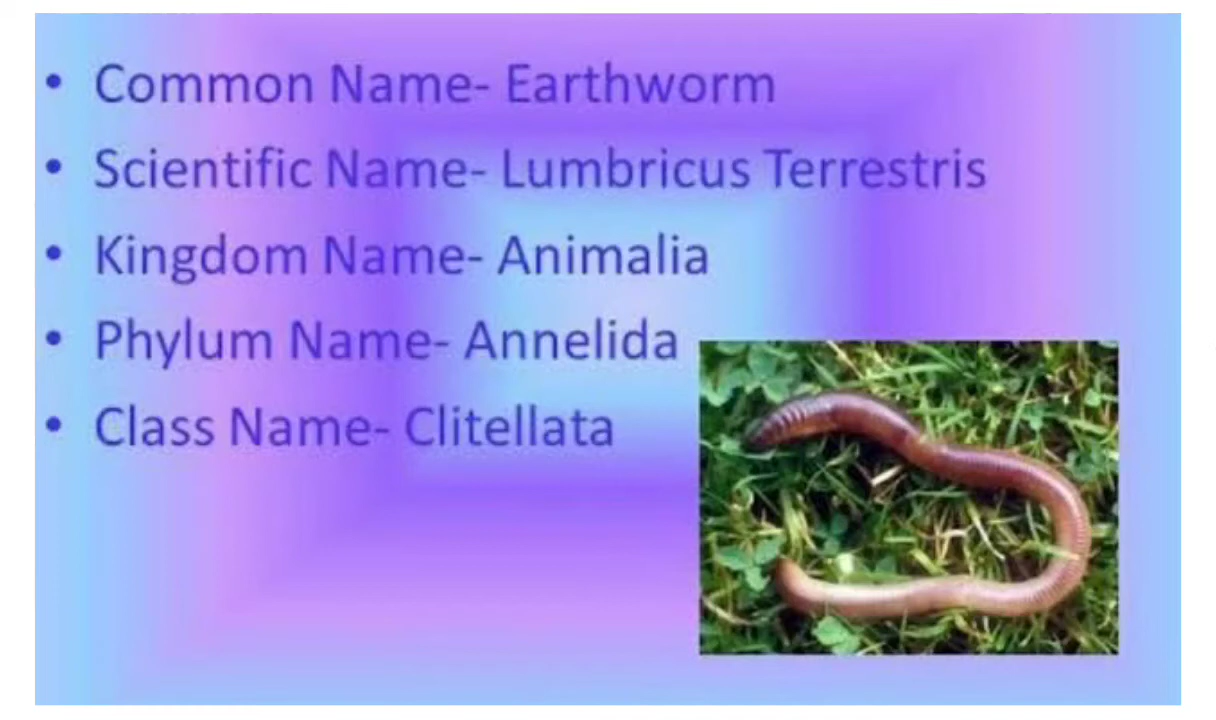 • Common Name- Earthworm
• Scientific Name- Lumbricus Terrestris
• Kingdom Name- Animalia
• Phylum Name- Annelida
• Class Name- Clitellata